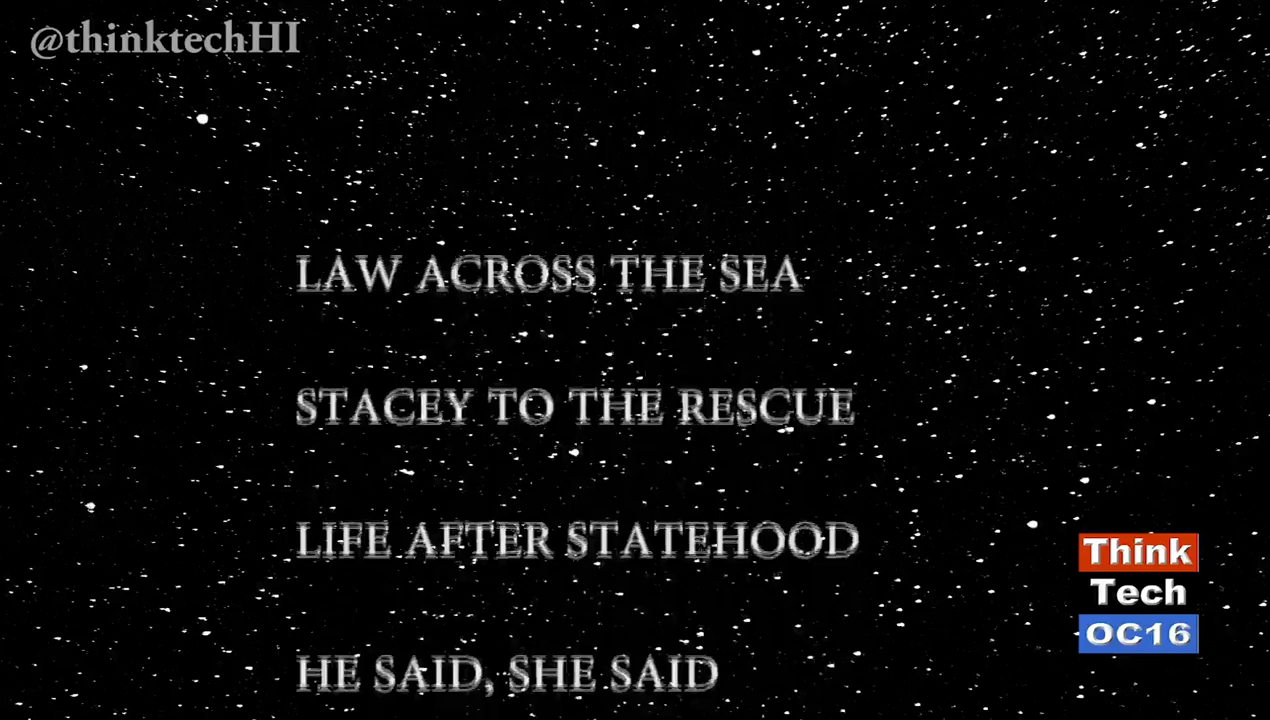 @thinktechHI
LAW ACROSS THE SEA
STACEY TO THE RESCUE
LIFE AFTER STATEHOOD
Think
Tech
OC16
HE SAID, SHE SAID